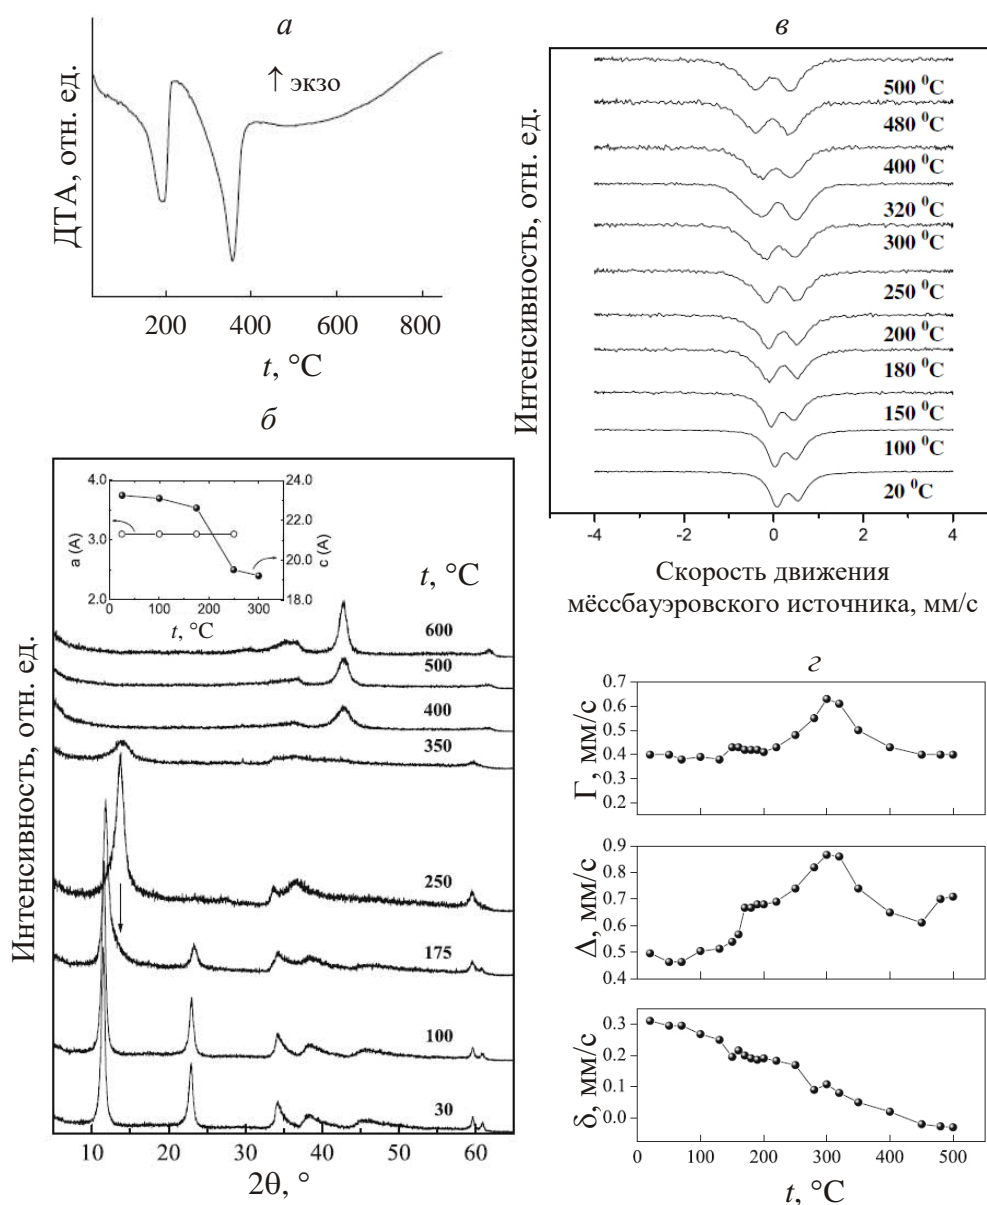 а
↑ экзо
ДТА, отн. ед.
200 400 600 800
t, °C
в
500 ⁰C
480 ⁰C
400 ⁰C
320 ⁰C
300 ⁰C
250 ⁰C
200 ⁰C
180 ⁰C
150 ⁰C
100 ⁰C
20 ⁰C
Интенсивность, отн. ед.
-4 -2 0 2 4
Скорость движения
мёссбауэровского источника, мм/с
б
4.0
3.0
2.0
a (A)
24.0
22.0
20.0
18.0
c (A)
0 100 200 300
t, °C
t, °C
600
500
400
350
250
175
100
30
Интенсивность, отн. ед.
10 20 30 40 50 60
2θ, °
г
0.7
0.6
0.5
0.4
0.3
0.2
Γ, мм/с
0.9
0.8
0.7
0.6
0.5
0.4
Δ, мм/с
0.3
0.2
0.1
0.0
δ, мм/с
0 100 200 300 400 500
t, °C